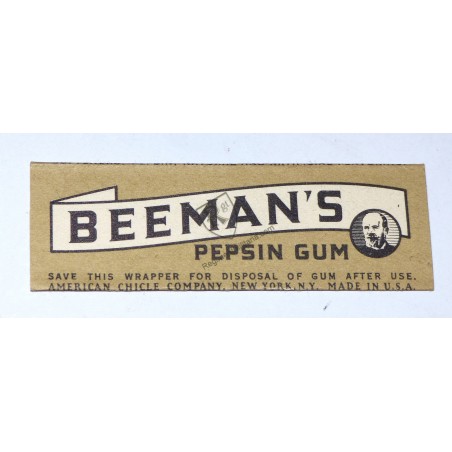 BEEMAN'S
PEPSIN GUM
SAVE THIS WRAPPER FOR DISPOSAL OF GUM AFTER USE.
AMERICAN CHICLE COMPANY, NEW YORK, N.Y. MADE IN U.S.A.